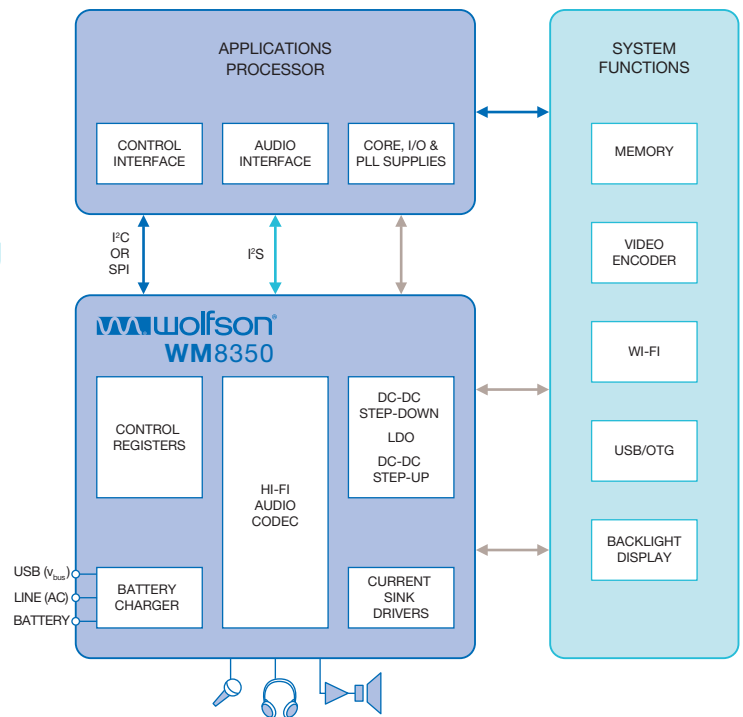 APPLICATIONS
PROCESSOR
CONTROL
INTERFACE
AUDIO
INTERFACE
CORE, I/O &
PLL SUPPLIES
SYSTEM
FUNCTIONS
MEMORY
VIDEO
ENCODER
WI-FI
USB/OTG
BACKLIGHT
DISPLAY
I²C
OR
SPI
I²S
wolfson®
WM8350
CONTROL
REGISTERS
HI-FI
AUDIO
CODEC
DC-DC
STEP-DOWN
LDO
DC-DC
STEP-UP
BATTERY
CHARGER
CURRENT
SINK
DRIVERS
USB (vbus)
LINE (AC)
BATTERY